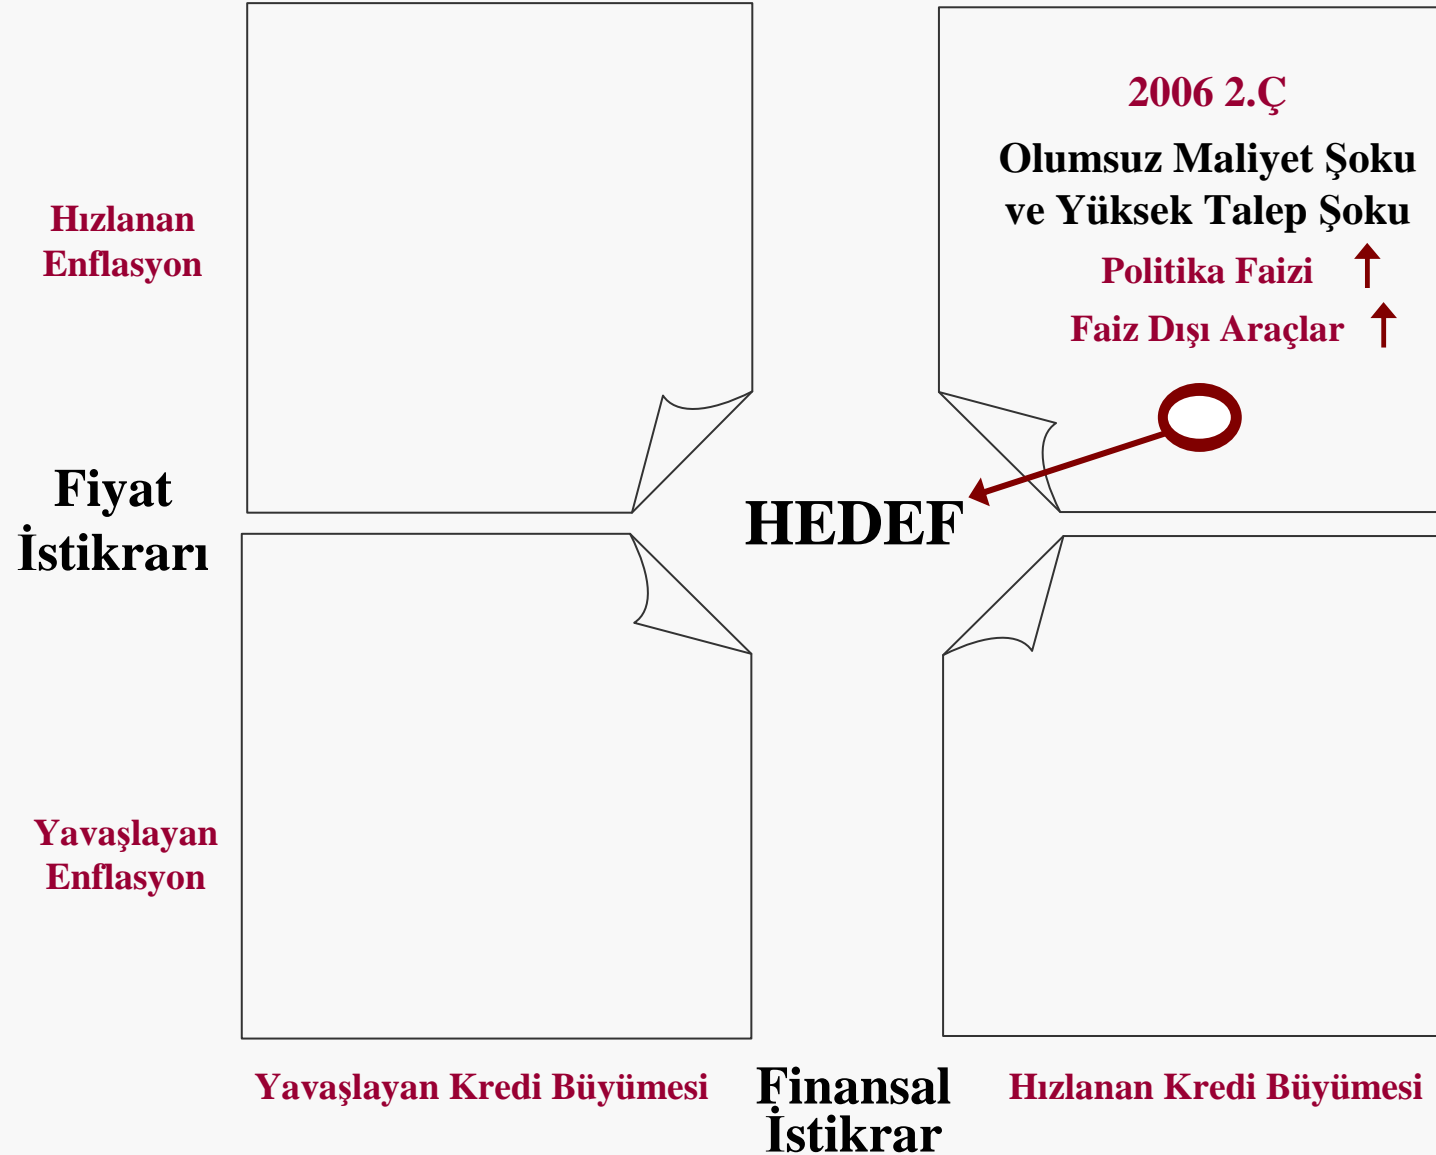 2006 2.Ç
Olumsuz Maliyet Şoku
ve Yüksek Talep Şoku
Politika Faizi
Faiz Dışı Araçlar
Hızlanan
Enflasyon
Fiyat
İstikrarı
HEDEF
Yavaşlayan
Enflasyon
Yavaşlayan Kredi Büyümesi
Finansal
İstikrar
Hızlanan Kredi Büyümesi